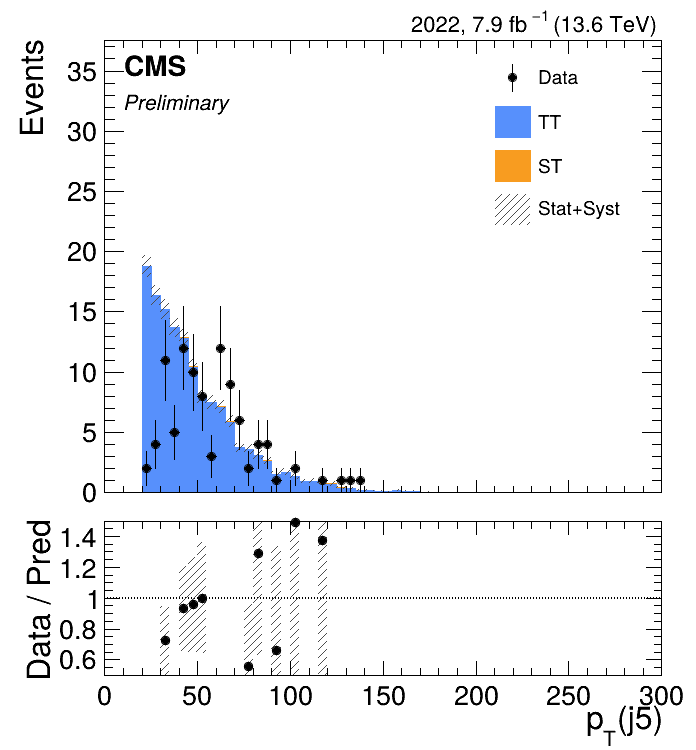 2022, 7.9 fb⁻¹ (13.6 TeV)
CMS
Preliminary
Events
35
30
25
20
15
10
5
0
Data
TT
ST
Stat+Syst
Data / Pred
1.4
1.2
1
0.8
0.6
0 50 100 150 200 250 300
p_T(j5)